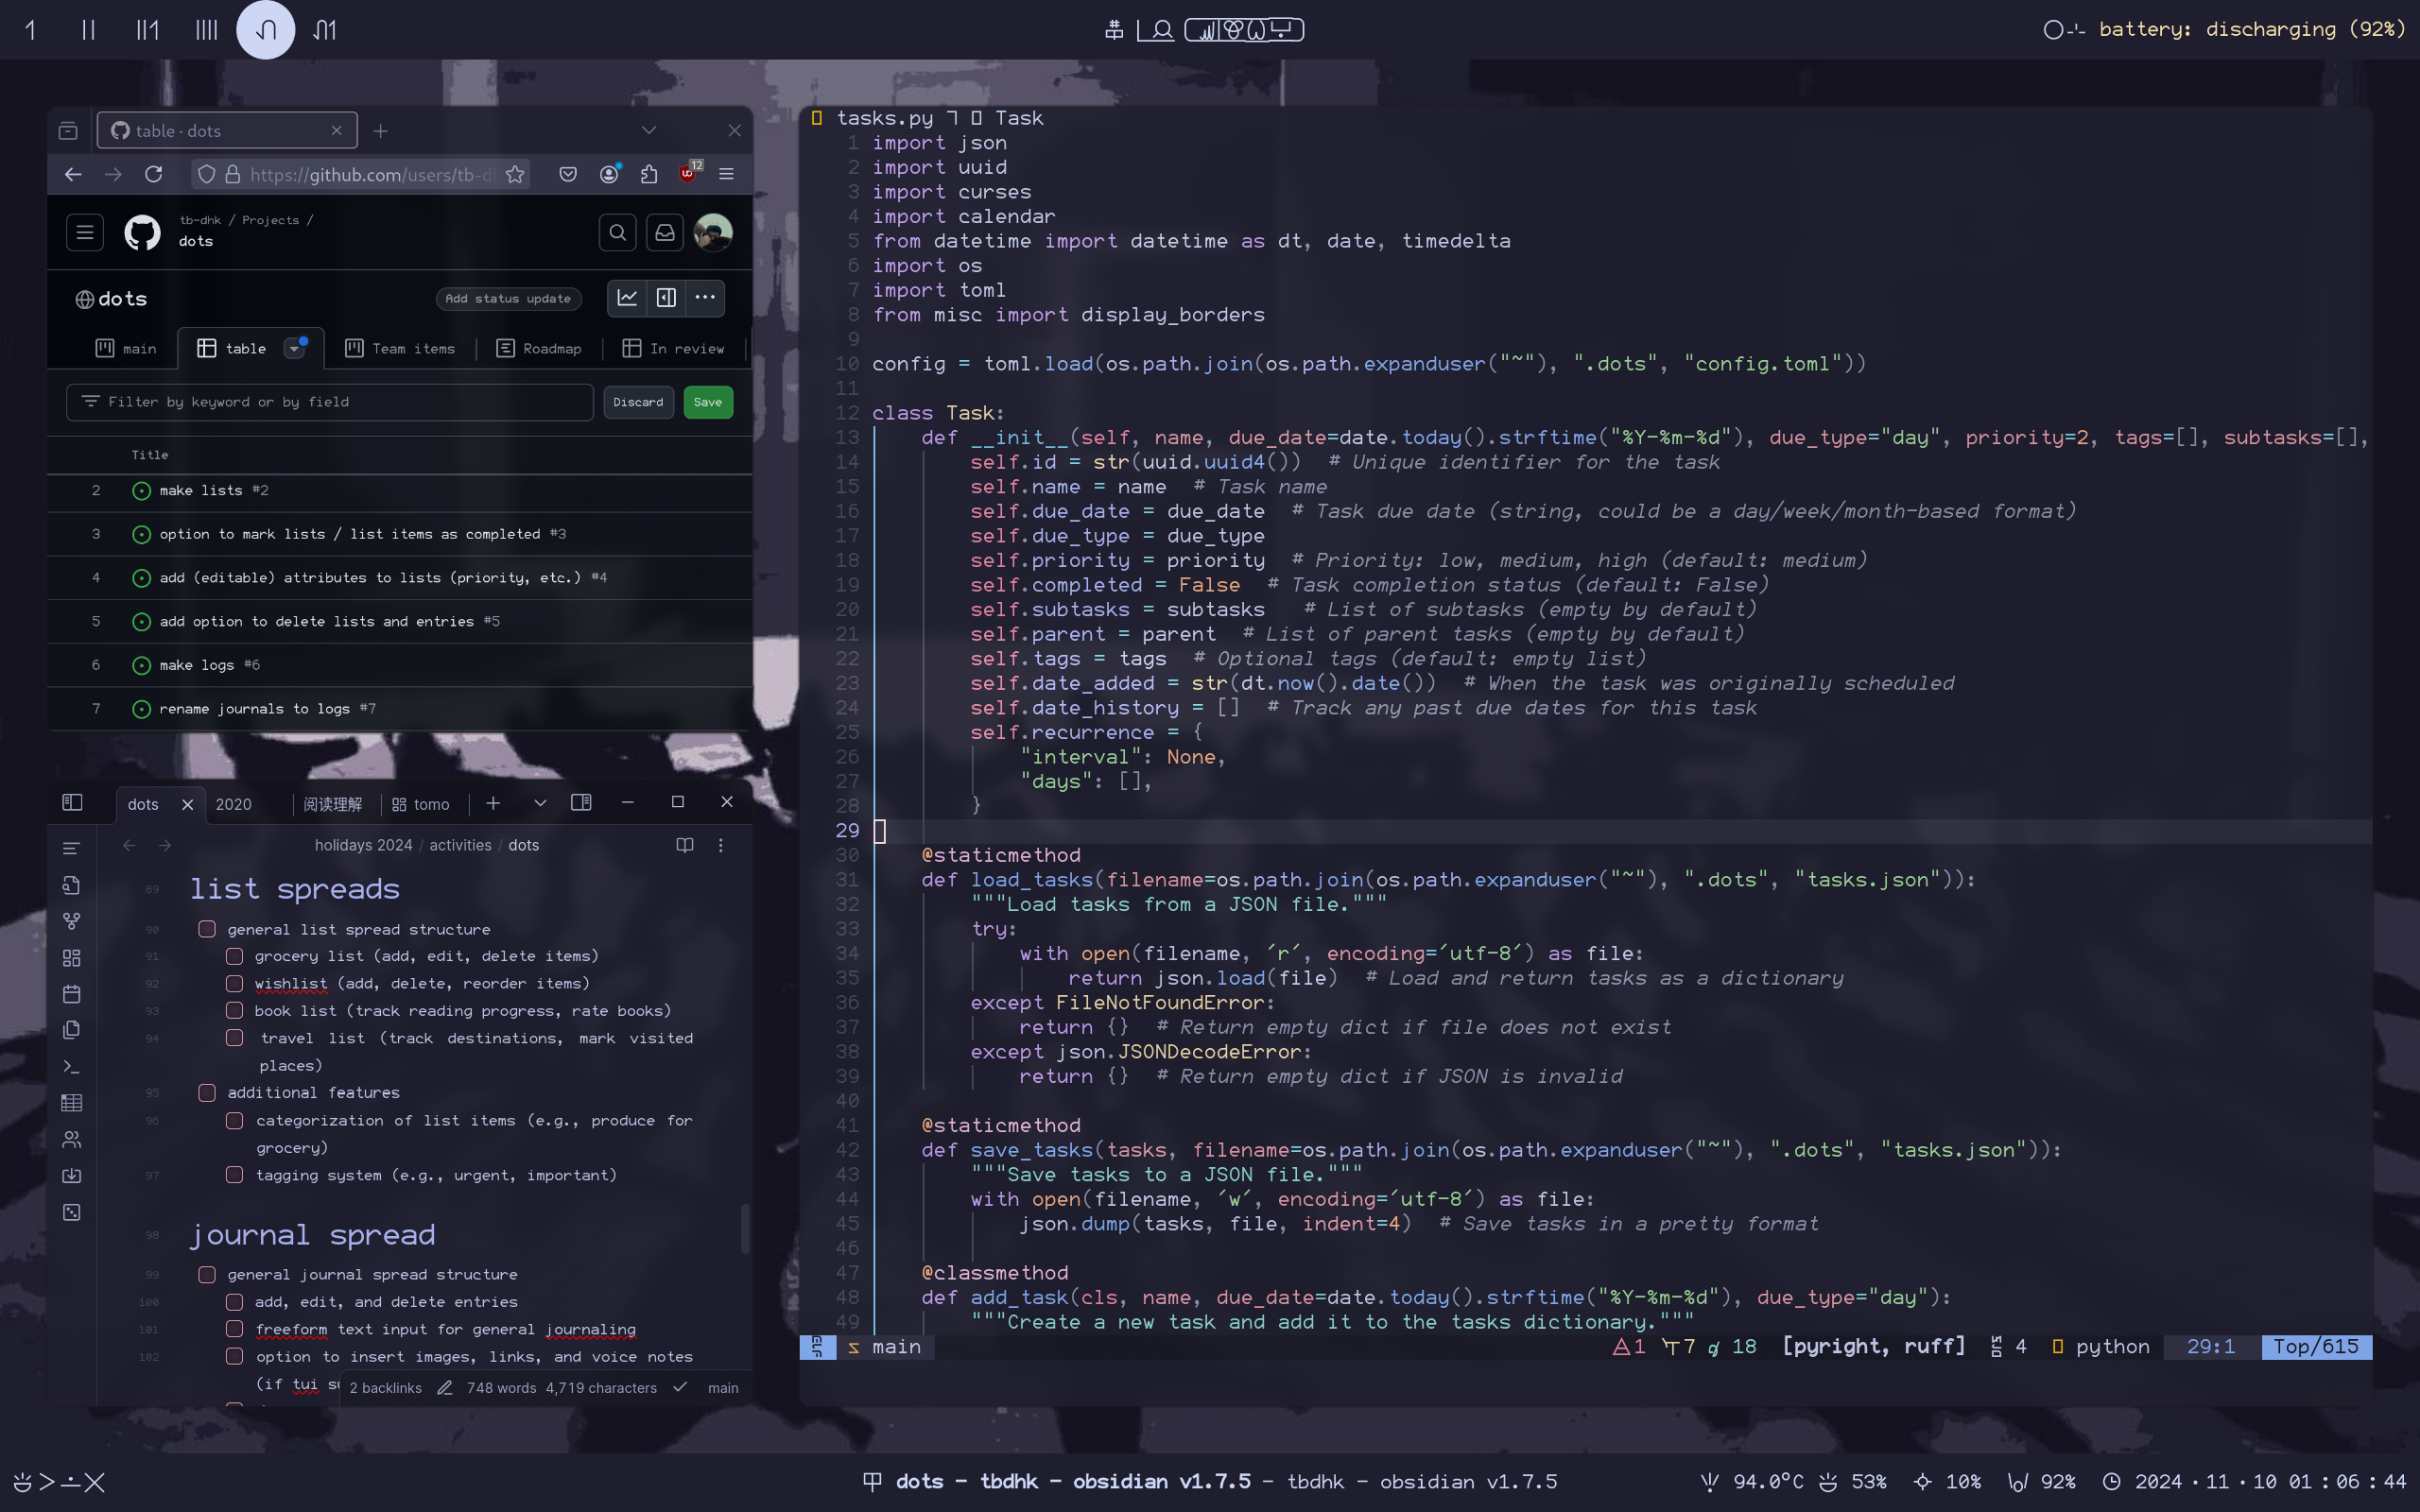 battery: discharging (92%)
table · dots
https://github.com/users/tb-dh
12
tb-dhk / Projects /
dots
dots
Add status update
main
table
Team items
Roadmap
In review
Filter by keyword or by field
Discard
Save
Title
2 make lists #2
3 option to mark lists / list items as completed #3
4 add (editable) attributes to lists (priority, etc.) #4
5 add option to delete lists and entries #5
6 make logs #6
7 rename journals to logs #7
dots
2020
阅读理解
tomo
holidays 2024 / activities / dots
89 list spreads
90 general list spread structure
91 grocery list (add, edit, delete items)
92 wishlist (add, delete, reorder items)
93 book list (track reading progress, rate books)
94 travel list (track destinations, mark visited
places)
95 additional features
96 categorization of list items (e.g., produce for
grocery)
97 tagging system (e.g., urgent, important)
98 journal spread
99 general journal spread structure
100 add, edit, and delete entries
101 freeform text input for general journaling
102 option to insert images, links, and voice notes
(if tui
2 backlinks 748 words 4,719 characters main
tasks.py Task
1 import json
2 import uuid
3 import curses
4 import calendar
5 from datetime import datetime as dt, date, timedelta
6 import os
7 import toml
8 from misc import display_borders
9
10 config = toml.load(os.path.join(os.path.expanduser("~"), ".dots", "config.toml"))
11
12 class Task:
13 def __init__(self, name, due_date=date.today().strftime("%Y-%m-%d"), due_type="day", priority=2, tags=[], subtasks=[],
14 self.id = str(uuid.uuid4()) # Unique identifier for the task
15 self.name = name # Task name
16 self.due_date = due_date # Task due date (string, could be a day/week/month-based format)
17 self.due_type = due_type
18 self.priority = priority # Priority: low, medium, high (default: medium)
19 self.completed = False # Task completion status (default: False)
20 self.subtasks = subtasks # List of subtasks (empty by default)
21 self.parent = parent # List of parent tasks (empty by default)
22 self.tags = tags # Optional tags (default: empty list)
23 self.date_added = str(dt.now().date()) # When the task was originally scheduled
24 self.date_history = [] # Track any past due dates for this task
25 self.recurrence = {
26 "interval": None,
27 "days": [],
28 }
29
30 @staticmethod
31 def load_tasks(filename=os.path.join(os.path.expanduser("~"), ".dots", "tasks.json")):
32 """Load tasks from a JSON file."""
33 try:
34 with open(filename, 'r', encoding='utf-8') as file:
35 return json.load(file) # Load and return tasks as a dictionary
36 except FileNotFoundError:
37 return {} # Return empty dict if file does not exist
38 except json.JSONDecodeError:
39 return {} # Return empty dict if JSON is invalid
40
41 @staticmethod
42 def save_tasks(tasks, filename=os.path.join(os.path.expanduser("~"), ".dots", "tasks.json")):
43 """Save tasks to a JSON file."""
44 with open(filename, 'w', encoding='utf-8') as file:
45 json.dump(tasks, file, indent=4) # Save tasks in a pretty format
46
47 @classmethod
48 def add_task(cls, name, due_date=date.today().strftime("%Y-%m-%d"), due_type="day"):
49 """Create a new task and add it to the tasks dictionary."""
main
1 7 18 [pyright, ruff] 4 python 29:1 Top/615
dots - tbdhk - obsidian v1.7.5 - tbdhk - obsidian v1.7.5
94.0°C 53% 10% 92% 2024·11·10 01:06:44